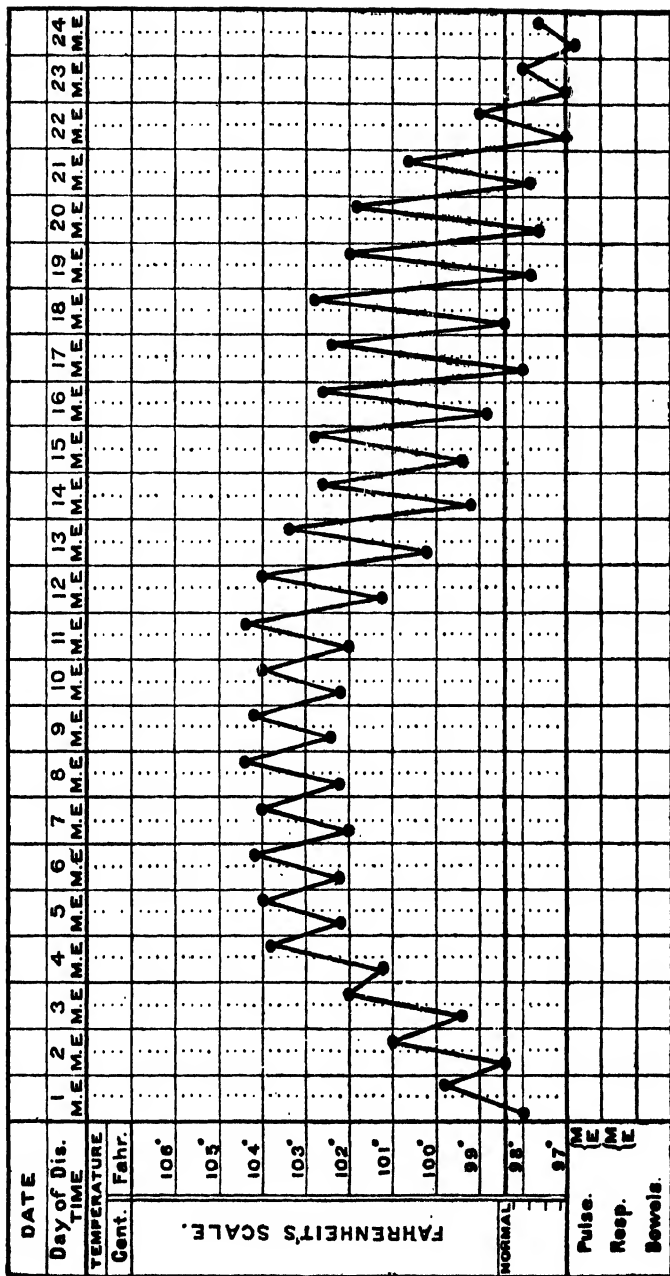 DATE
Day of Dis. 1 2 3 4 5 6 7 8 9 10 11 12 13 14 15 16 17 18 19 20 21 22 23 24
TIME M.E M.E M.E M.E M.E M.E M.E M.E M.E M.E M.E M.E M.E M.E M.E M.E M.E M.E M.E M.E M.E M.E M.E M.E
TEMPERATURE
Cent. Fahr.
106°
105°
104°
103°
102°
101°
100°
99°
98°
97°
FAHRENHEIT'S SCALE.
NORMAL
Pulse. {M E
Resp. {M E
Bowels.